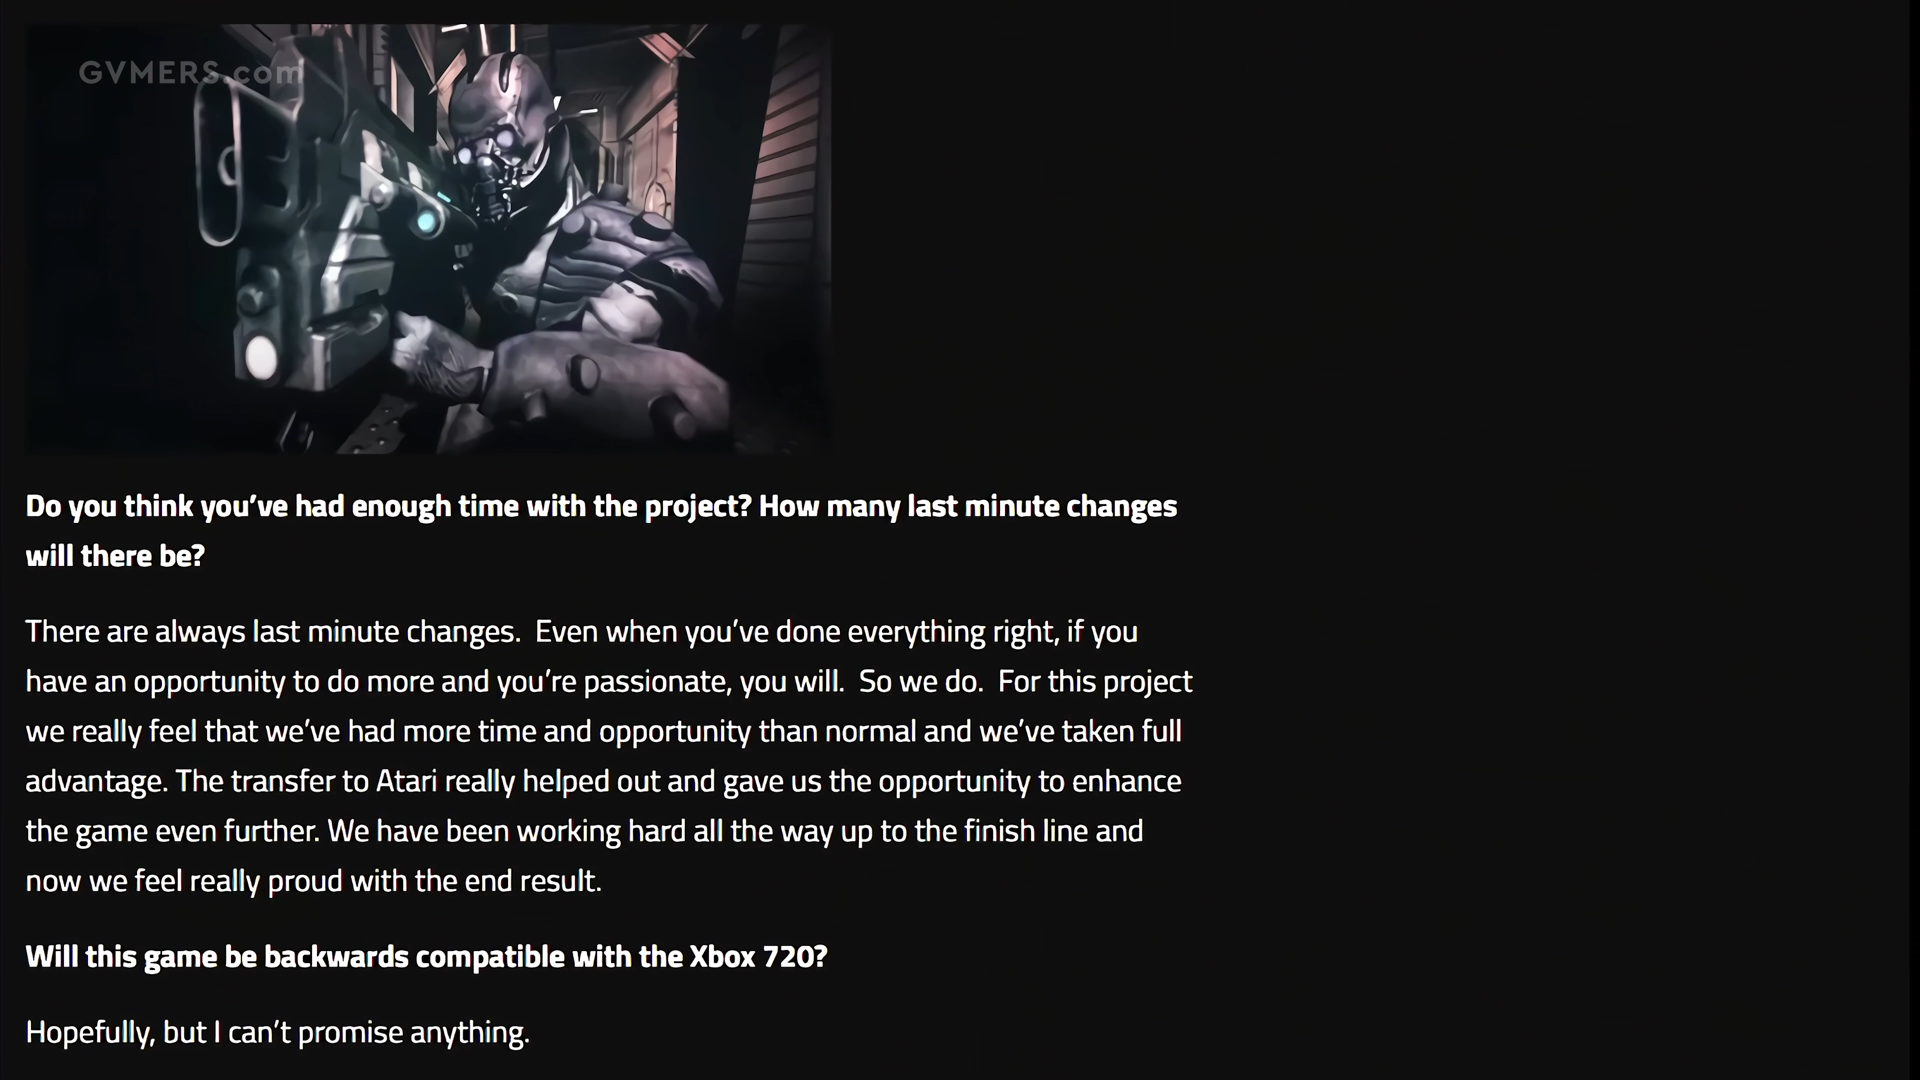 GVMERS.com
Do you think you’ve had enough time with the project? How many last minute changes
will there be?
There are always last minute changes.  Even when you’ve done everything right, if you
have an opportunity to do more and you’re passionate, you will.  So we do.  For this project
we really feel that we’ve had more time and opportunity than normal and we’ve taken full
advantage. The transfer to Atari really helped out and gave us the opportunity to enhance
the game even further. We have been working hard all the way up to the finish line and
now we feel really proud with the end result.
Will this game be backwards compatible with the Xbox 720?
Hopefully, but I can’t promise anything.